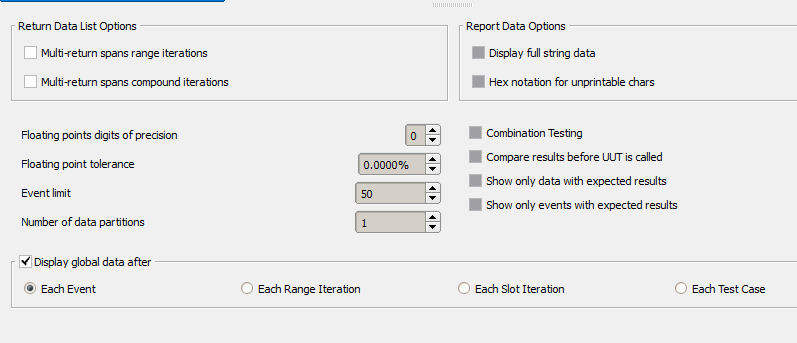 Return Data List Options
Multi-return spans range iterations
Multi-return spans compound iterations
Report Data Options
Display full string data
Hex notation for unprintable chars
Floating points digits of precision 0
Floating point tolerance 0.0000%
Event limit 50
Number of data partitions 1
Combination Testing
Compare results before UUT is called
Show only data with expected results
Show only events with expected results
Display global data after
Each Event Each Range Iteration Each Slot Iteration Each Test Case